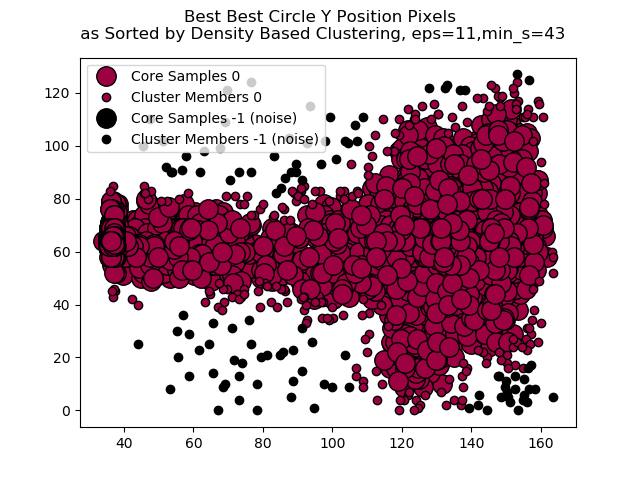 Best Best Circle Y Position Pixels
as Sorted by Density Based Clustering, eps=11,min_s=43
Core Samples 0
Cluster Members 0
Core Samples -1 (noise)
Cluster Members -1 (noise)
120
100
80
60
40
20
0
40 60 80 100 120 140 160